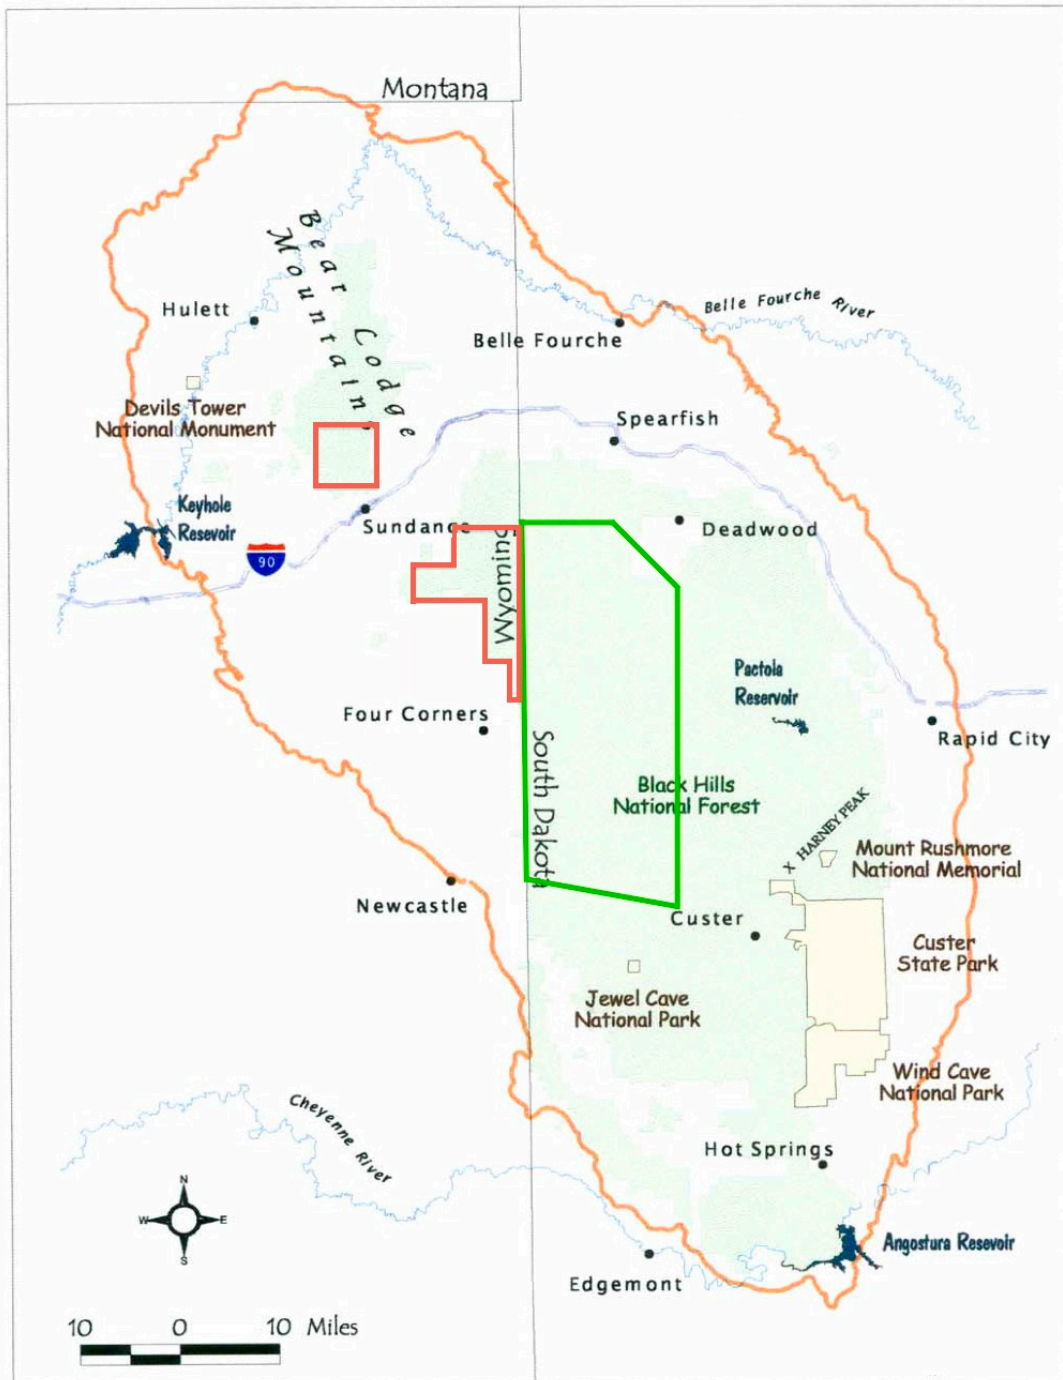 Montana
Bear Lodge
Mountains
Hulett
Belle Fourche River
Belle Fourche
Devils Tower
National Monument
Spearfish
Keyhole
Resevoir
Sundance
Deadwood
90
Wyoming
Pactola
Reservoir
Four Corners
Rapid City
South Dakota
Black Hills
National Forest
X HARNEY PEAK
Mount Rushmore
National Memorial
Newcastle
Custer
Custer
State Park
Jewel Cave
National Park
Wind Cave
National Park
Cheyenne River
Hot Springs
N
W E
S
Angostura Resevoir
Edgemont
10 0 10 Miles